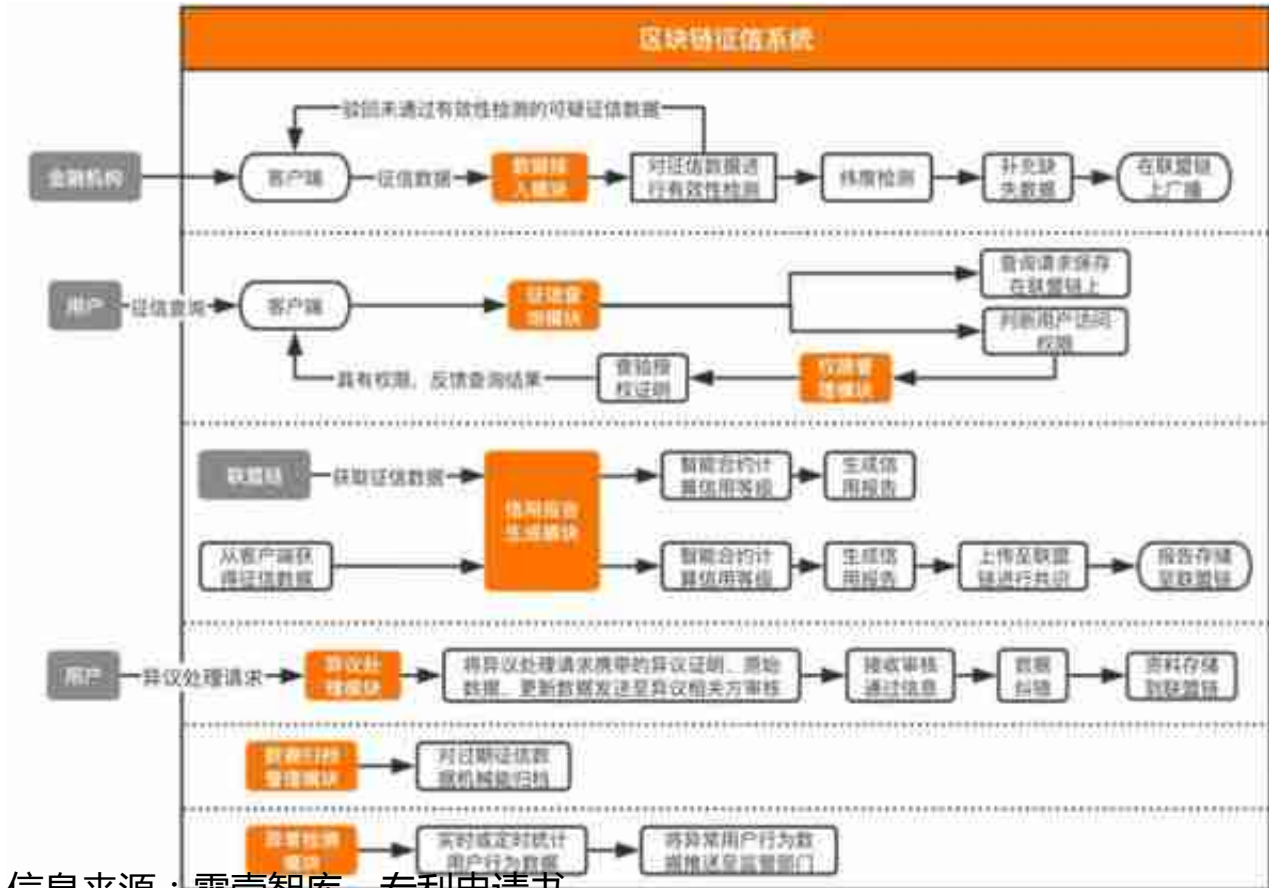 区块链征信系统
驳回未通过有效性检测的可疑征信数据
金融机构
客户端
征信数据
数据接
入模块
对征信数据进
行有效性检测
纬度检测
补充缺
失数据
在联盟链
上广播
用户
征信查询
客户端
征信查
询模块
查询请求保存
在联盟链上
判断用户访问
权限
具有权限，反馈查询结果
查验授
权证明
权限管
理模块
联盟链
获取征信数据
信用报告
生成模块
智能合约计
算信用等级
生成信
用报告
从客户端获
得征信数据
智能合约计
算信用等级
生成信
用报告
上传至联盟
链进行共识
报告存储
至联盟链
用户
异议处理请求
异议处
理模块
将异议处理请求携带的异议证明、原始
数据、更新数据发送至异议相关方审核
接收审核
通过信息
数据
纠错
资料存储
到联盟链
数据归档
管理模块
对过期征信数
据机械能归档
异常检测
模块
实时或定时统计
用户行为数据
将异常用户行为数
据推送至监管部门
信息来源：零壹智库，专利申请书